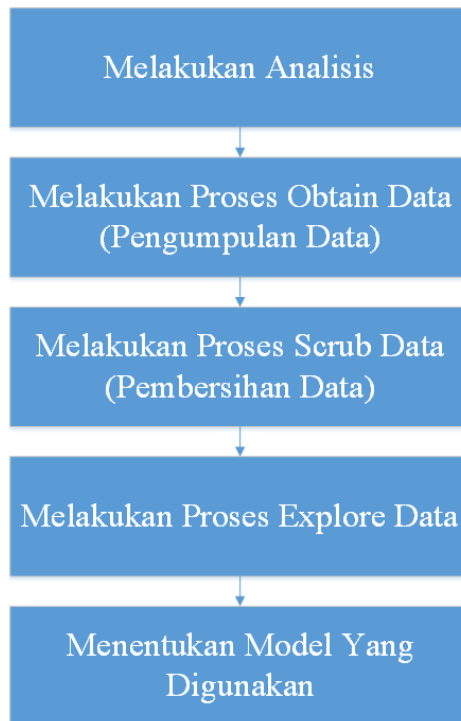 Melakukan Analisis
Melakukan Proses Obtain Data
(Pengumpulan Data)
Melakukan Proses Scrub Data
(Pembersihan Data)
Melakukan Proses Explore Data
Menentukan Model Yang
Digunakan